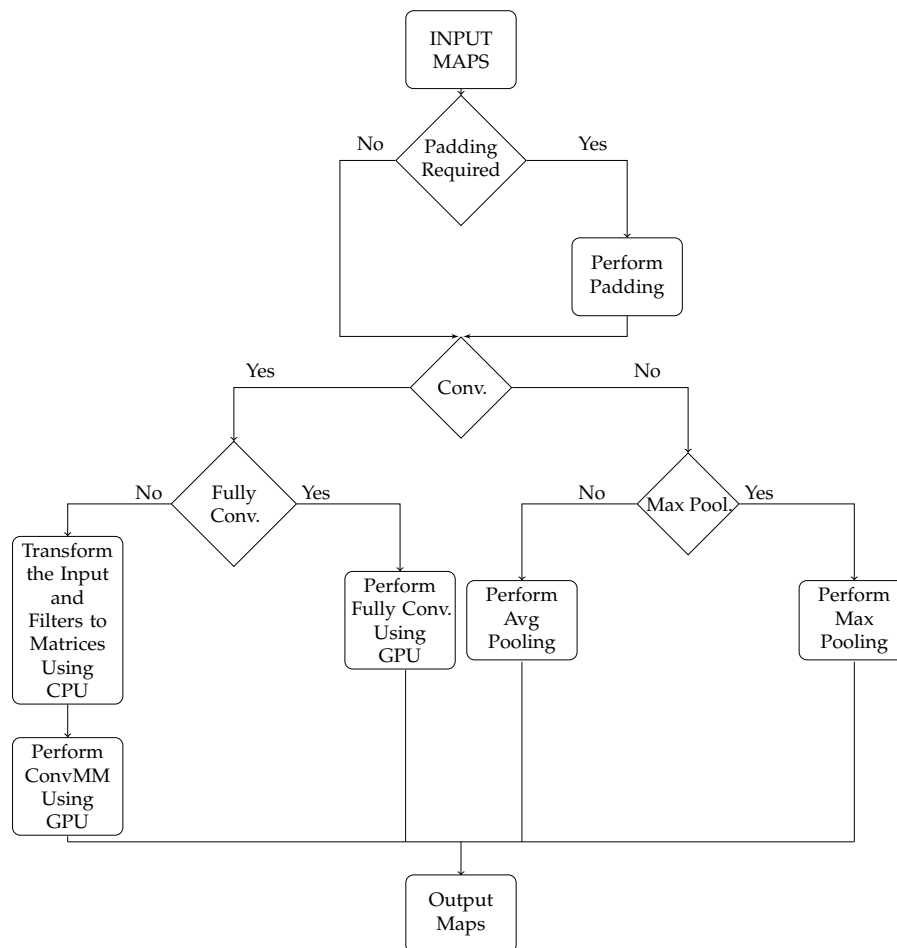 INPUT
MAPS
No
Padding
Required
Yes
Perform
Padding
Yes
Conv.
No
No
Fully
Conv.
Yes
No
Max Pool.
Yes
Transform
the Input
and
Filters to
Matrices
Using
CPU
Perform
Fully Conv.
Using
GPU
Perform
Avg
Pooling
Perform
Max
Pooling
Perform
ConvMM
Using
GPU
Output
Maps